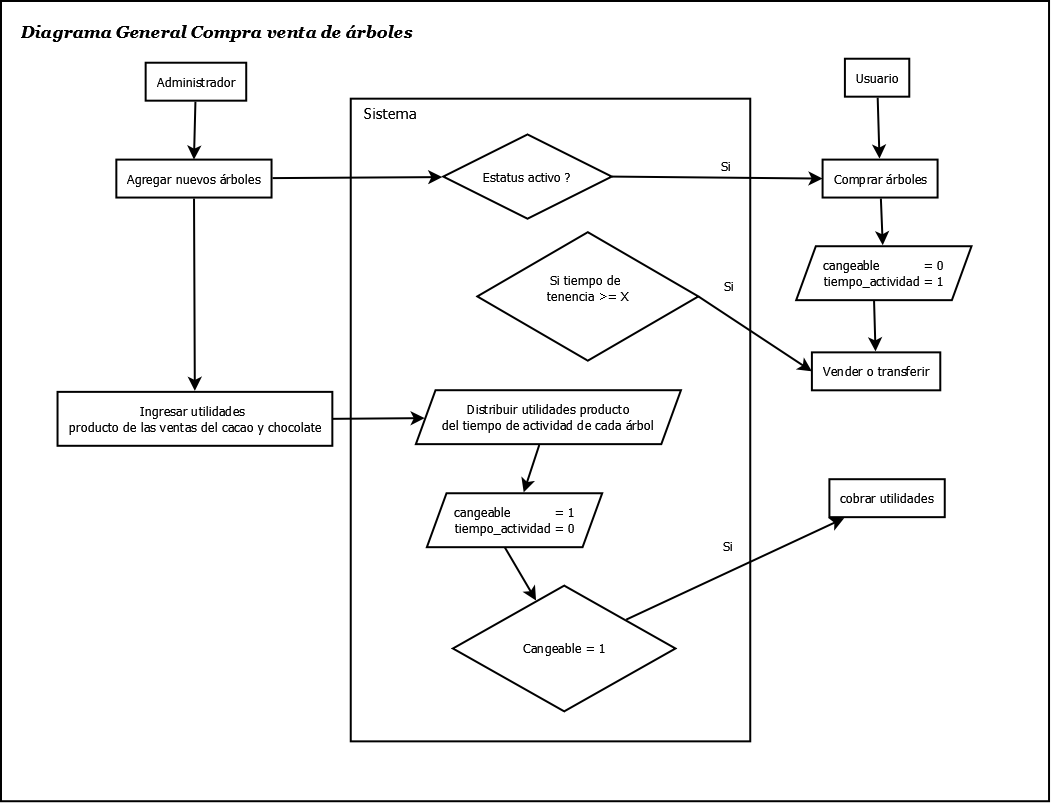 Diagrama General Compra venta de árboles
Administrador
Usuario
Sistema
Agregar nuevos árboles
Estatus activo ?
Si
Comprar árboles
cangeable = 0
tiempo_actividad = 1
Si tiempo de
tenencia >= X
Si
Vender o transferir
Ingresar utilidades
producto de las ventas del cacao y chocolate
Distribuir utilidades producto
del tiempo de actividad de cada árbol
cangeable = 1
tiempo_actividad = 0
cobrar utilidades
Si
Cangeable = 1